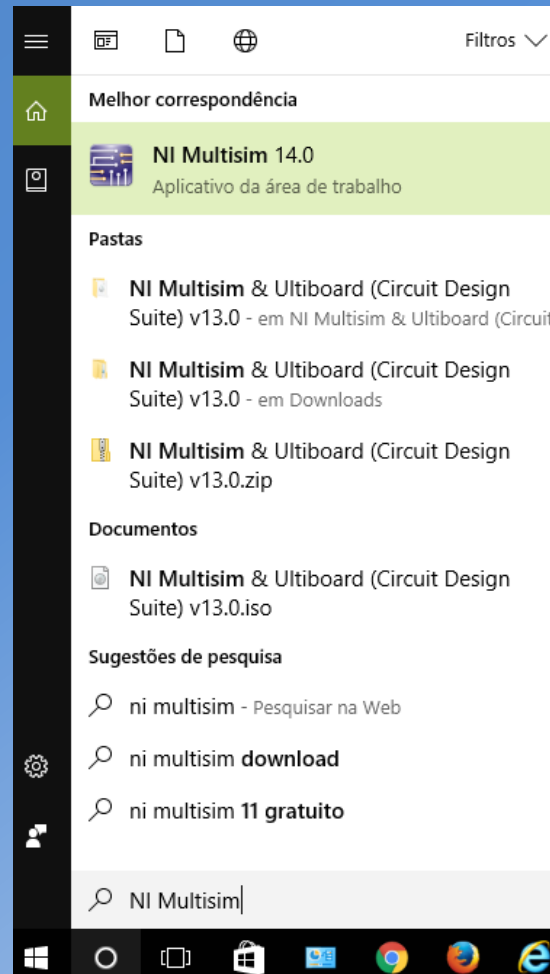 Filtros
Melhor correspondência
NI Multisim 14.0
Aplicativo da área de trabalho
Pastas
NI Multisim & Ultiboard (Circuit Design
Suite) v13.0 - em NI Multisim & Ultiboard (Circuit
NI Multisim & Ultiboard (Circuit Design
Suite) v13.0 - em Downloads
NI Multisim & Ultiboard (Circuit Design
Suite) v13.0.zip
Documentos
NI Multisim & Ultiboard (Circuit Design
Suite) v13.0.iso
Sugestões de pesquisa
ni multisim - Pesquisar na Web
ni multisim download
ni multisim 11 gratuito
NI Multisim